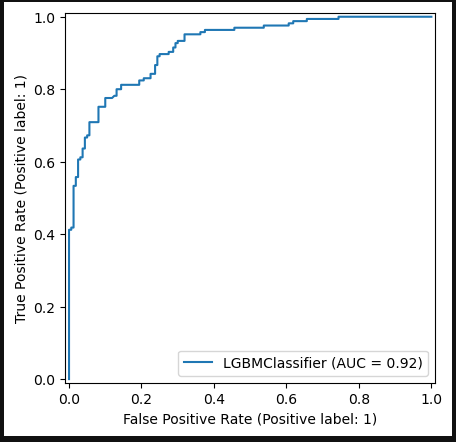 1.0
0.8
0.6
0.4
0.2
0.0
True Positive Rate (Positive label: 1)
LGBMClassifier (AUC = 0.92)
0.0 0.2 0.4 0.6 0.8 1.0
False Positive Rate (Positive label: 1)